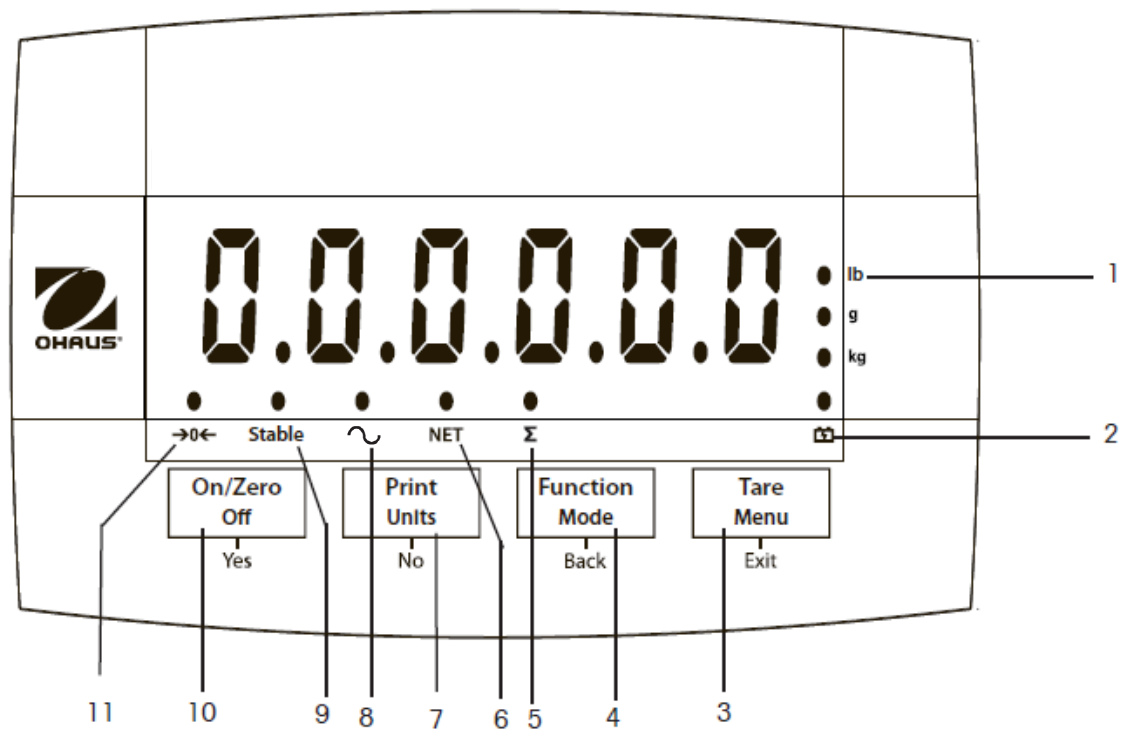 0.0.0.0.0.0
lb
1
g
kg
OHAUS
→0← Stable ∿ NET Σ
2
On/Zero Print Function Tare
Off Units Mode Menu
Yes No Back Exit
11 10 9 8 7 6 5 4 3